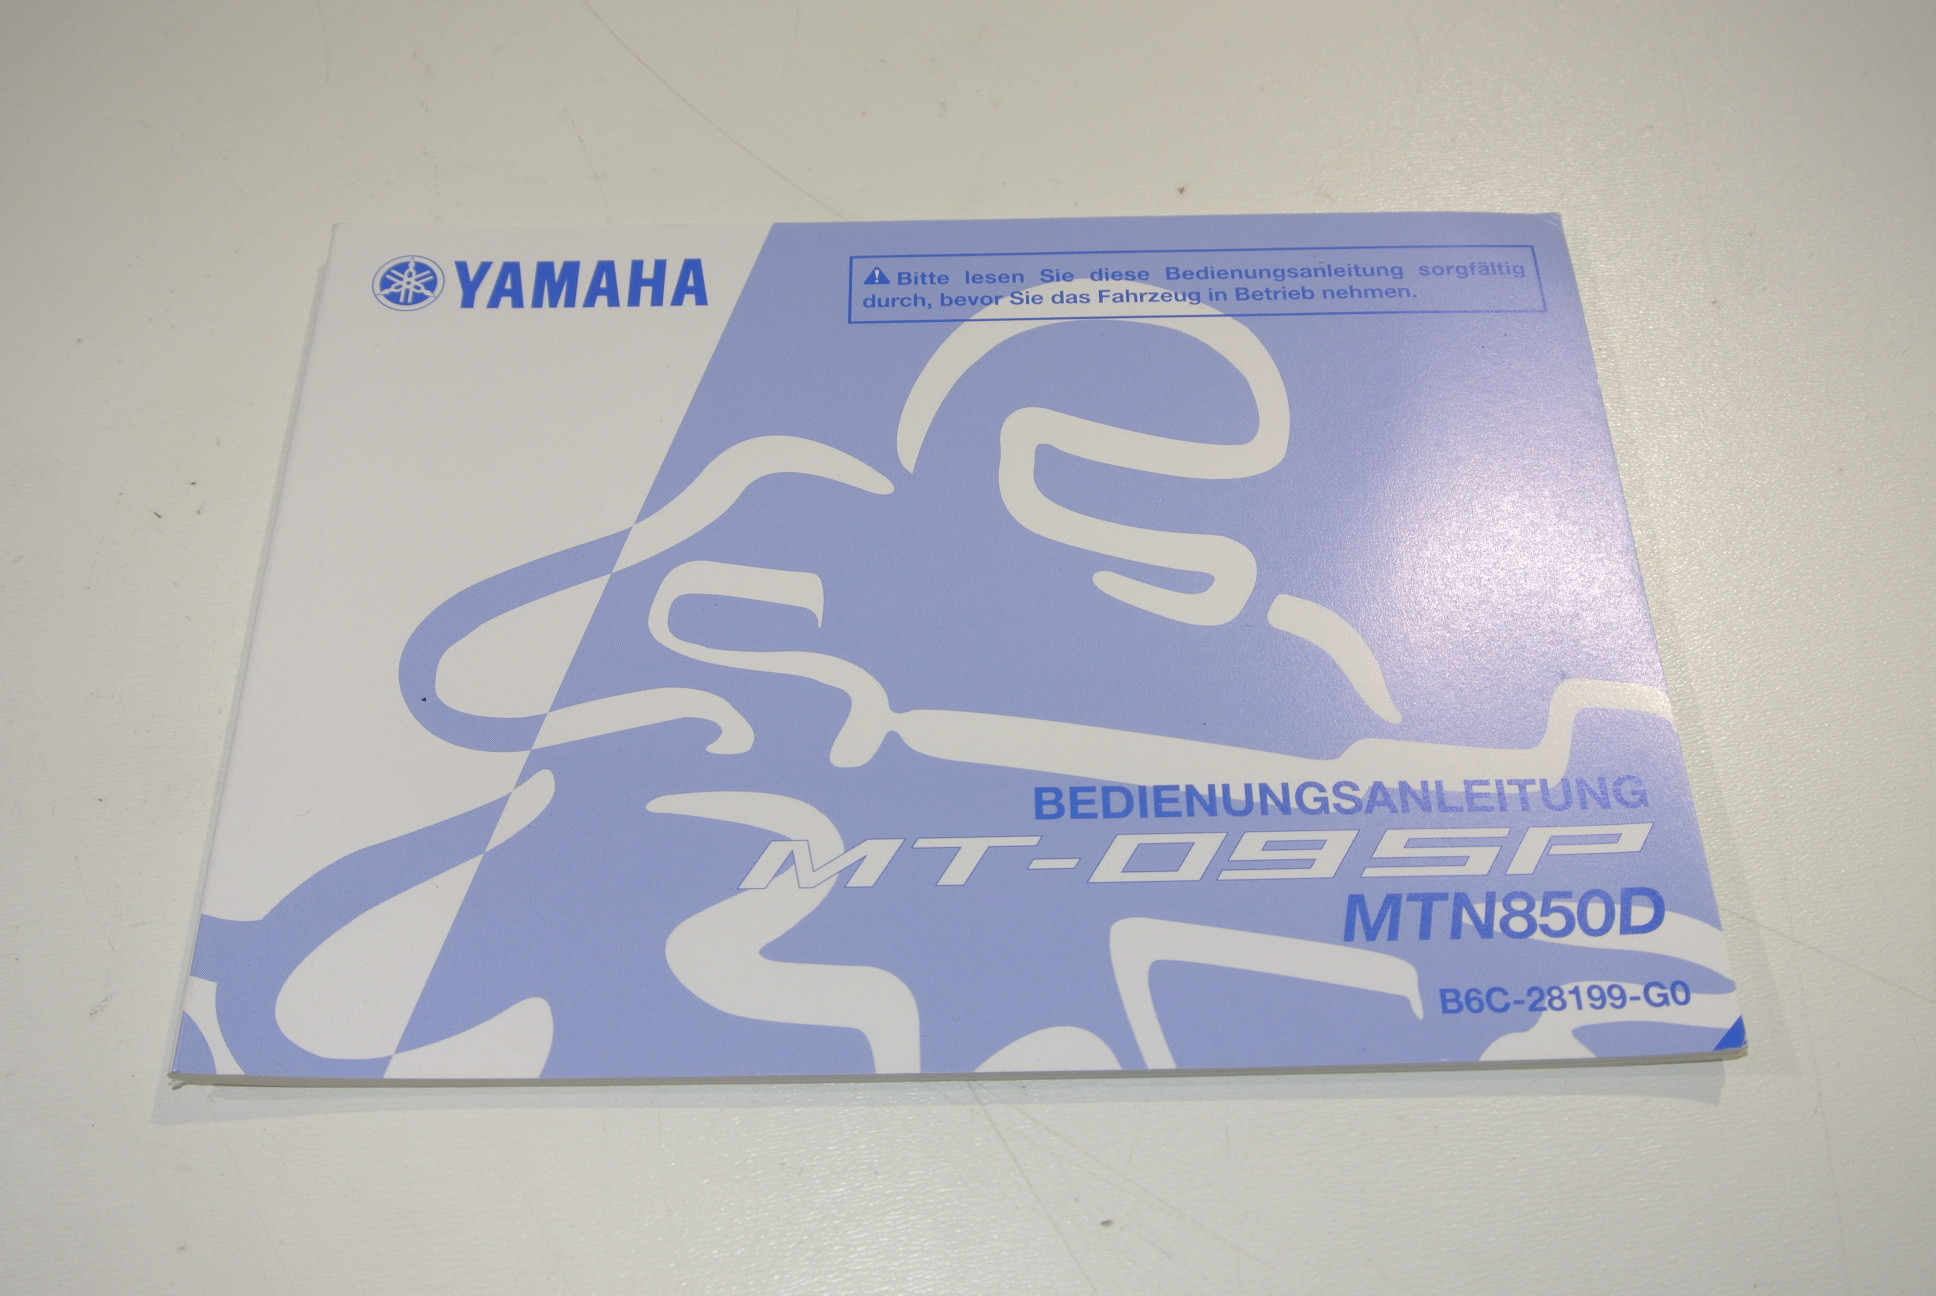 YAMAHA
⚠ Bitte lesen Sie diese Bedienungsanleitung sorgfältig
durch, bevor Sie das Fahrzeug in Betrieb nehmen.
BEDIENUNGSANLEITUNG
MT-09SP
MTN850D
B6C-28199-G0